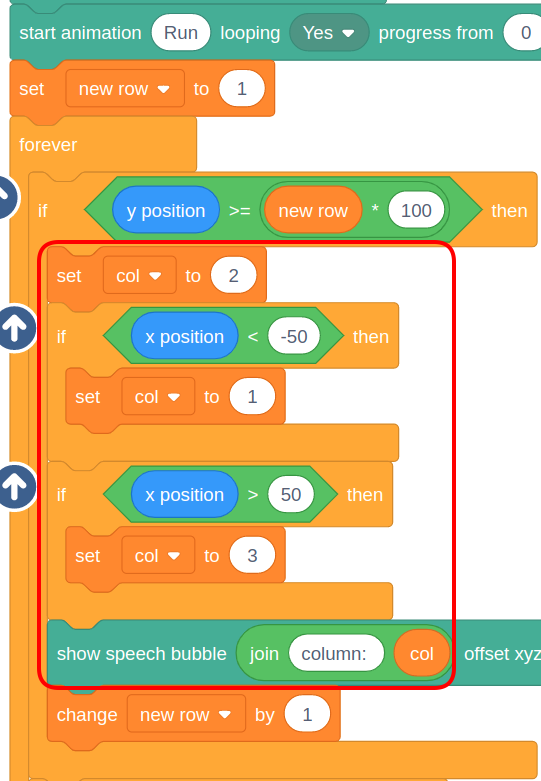 start animation Run looping Yes progress from 0
set new row to 1
forever
if y position >= new row * 100 then
set col to 2
if x position < -50 then
set col to 1
if x position > 50 then
set col to 3
show speech bubble join column: col offset xyz
change new row by 1